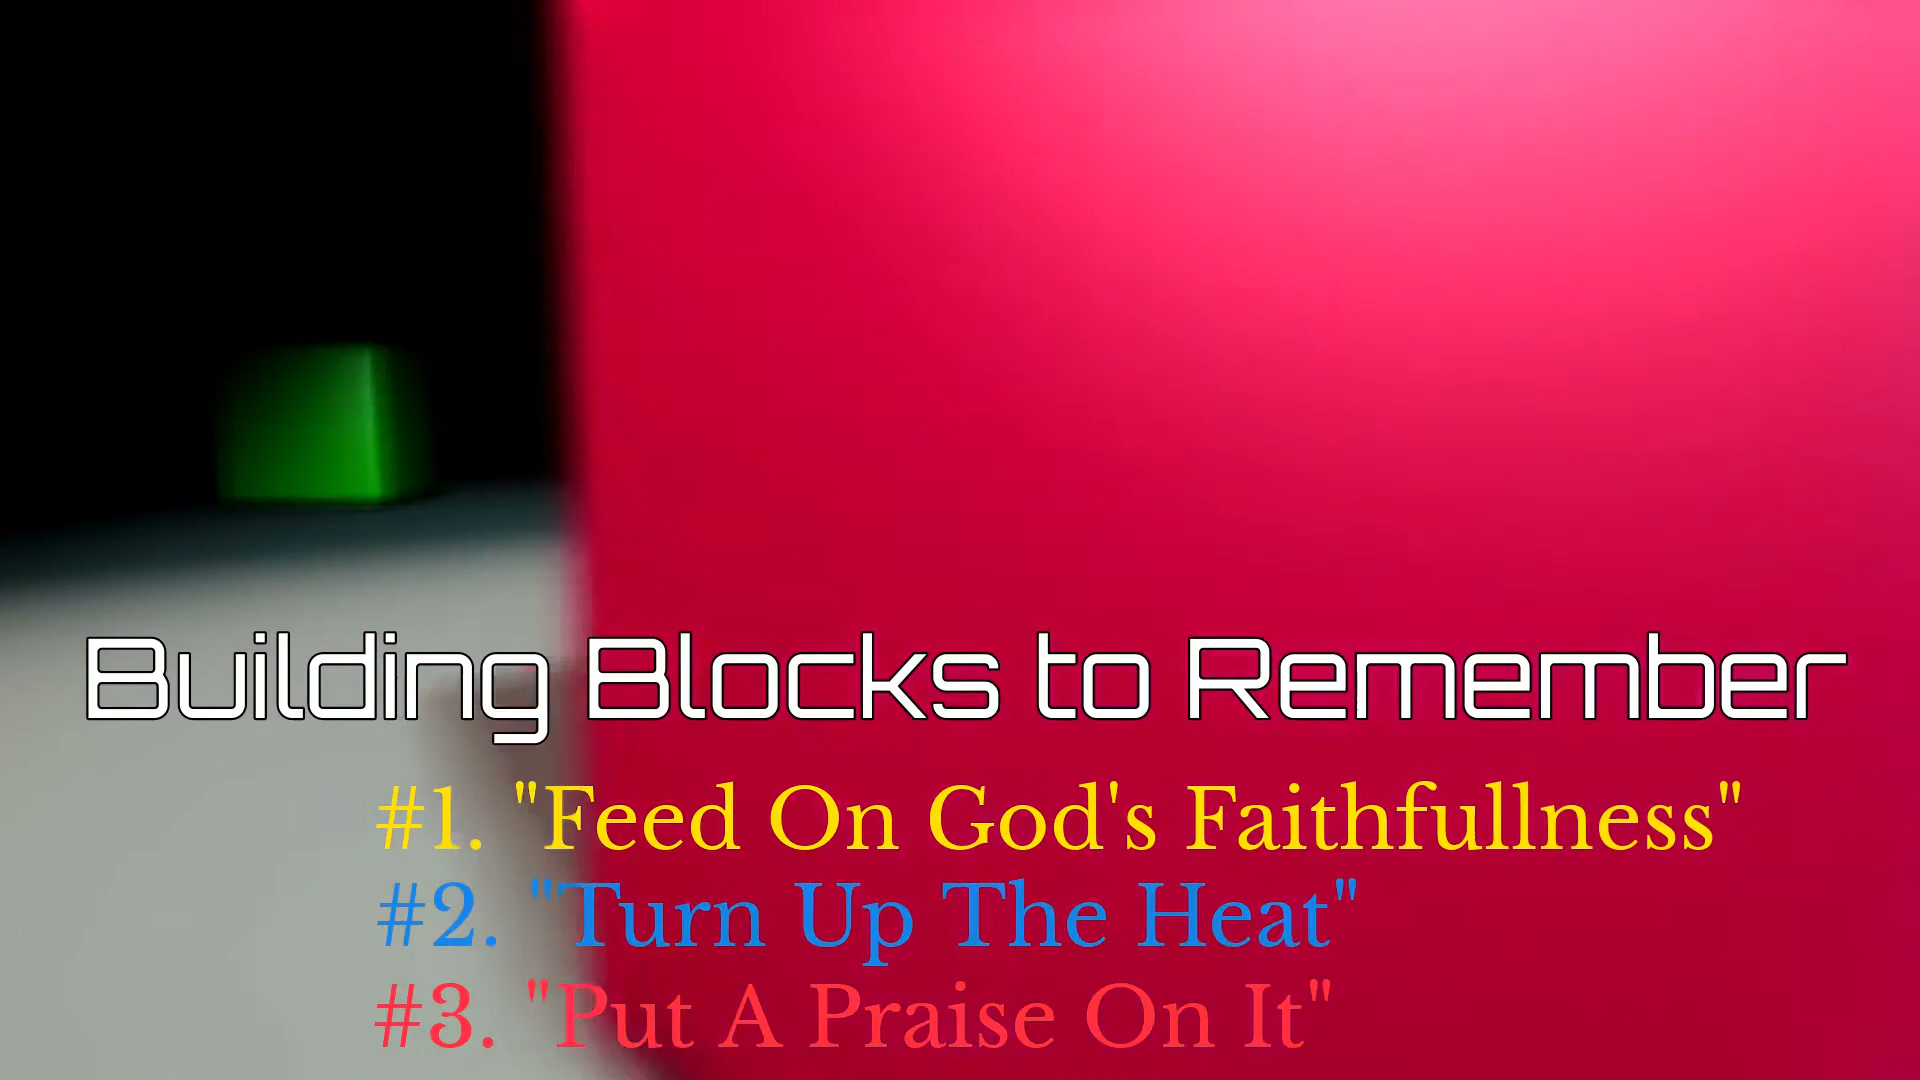 Building Blocks to Remember
#1. "Feed On God's Faithfullness"
#2. "Turn Up The Heat"
#3. "Put A Praise On It"